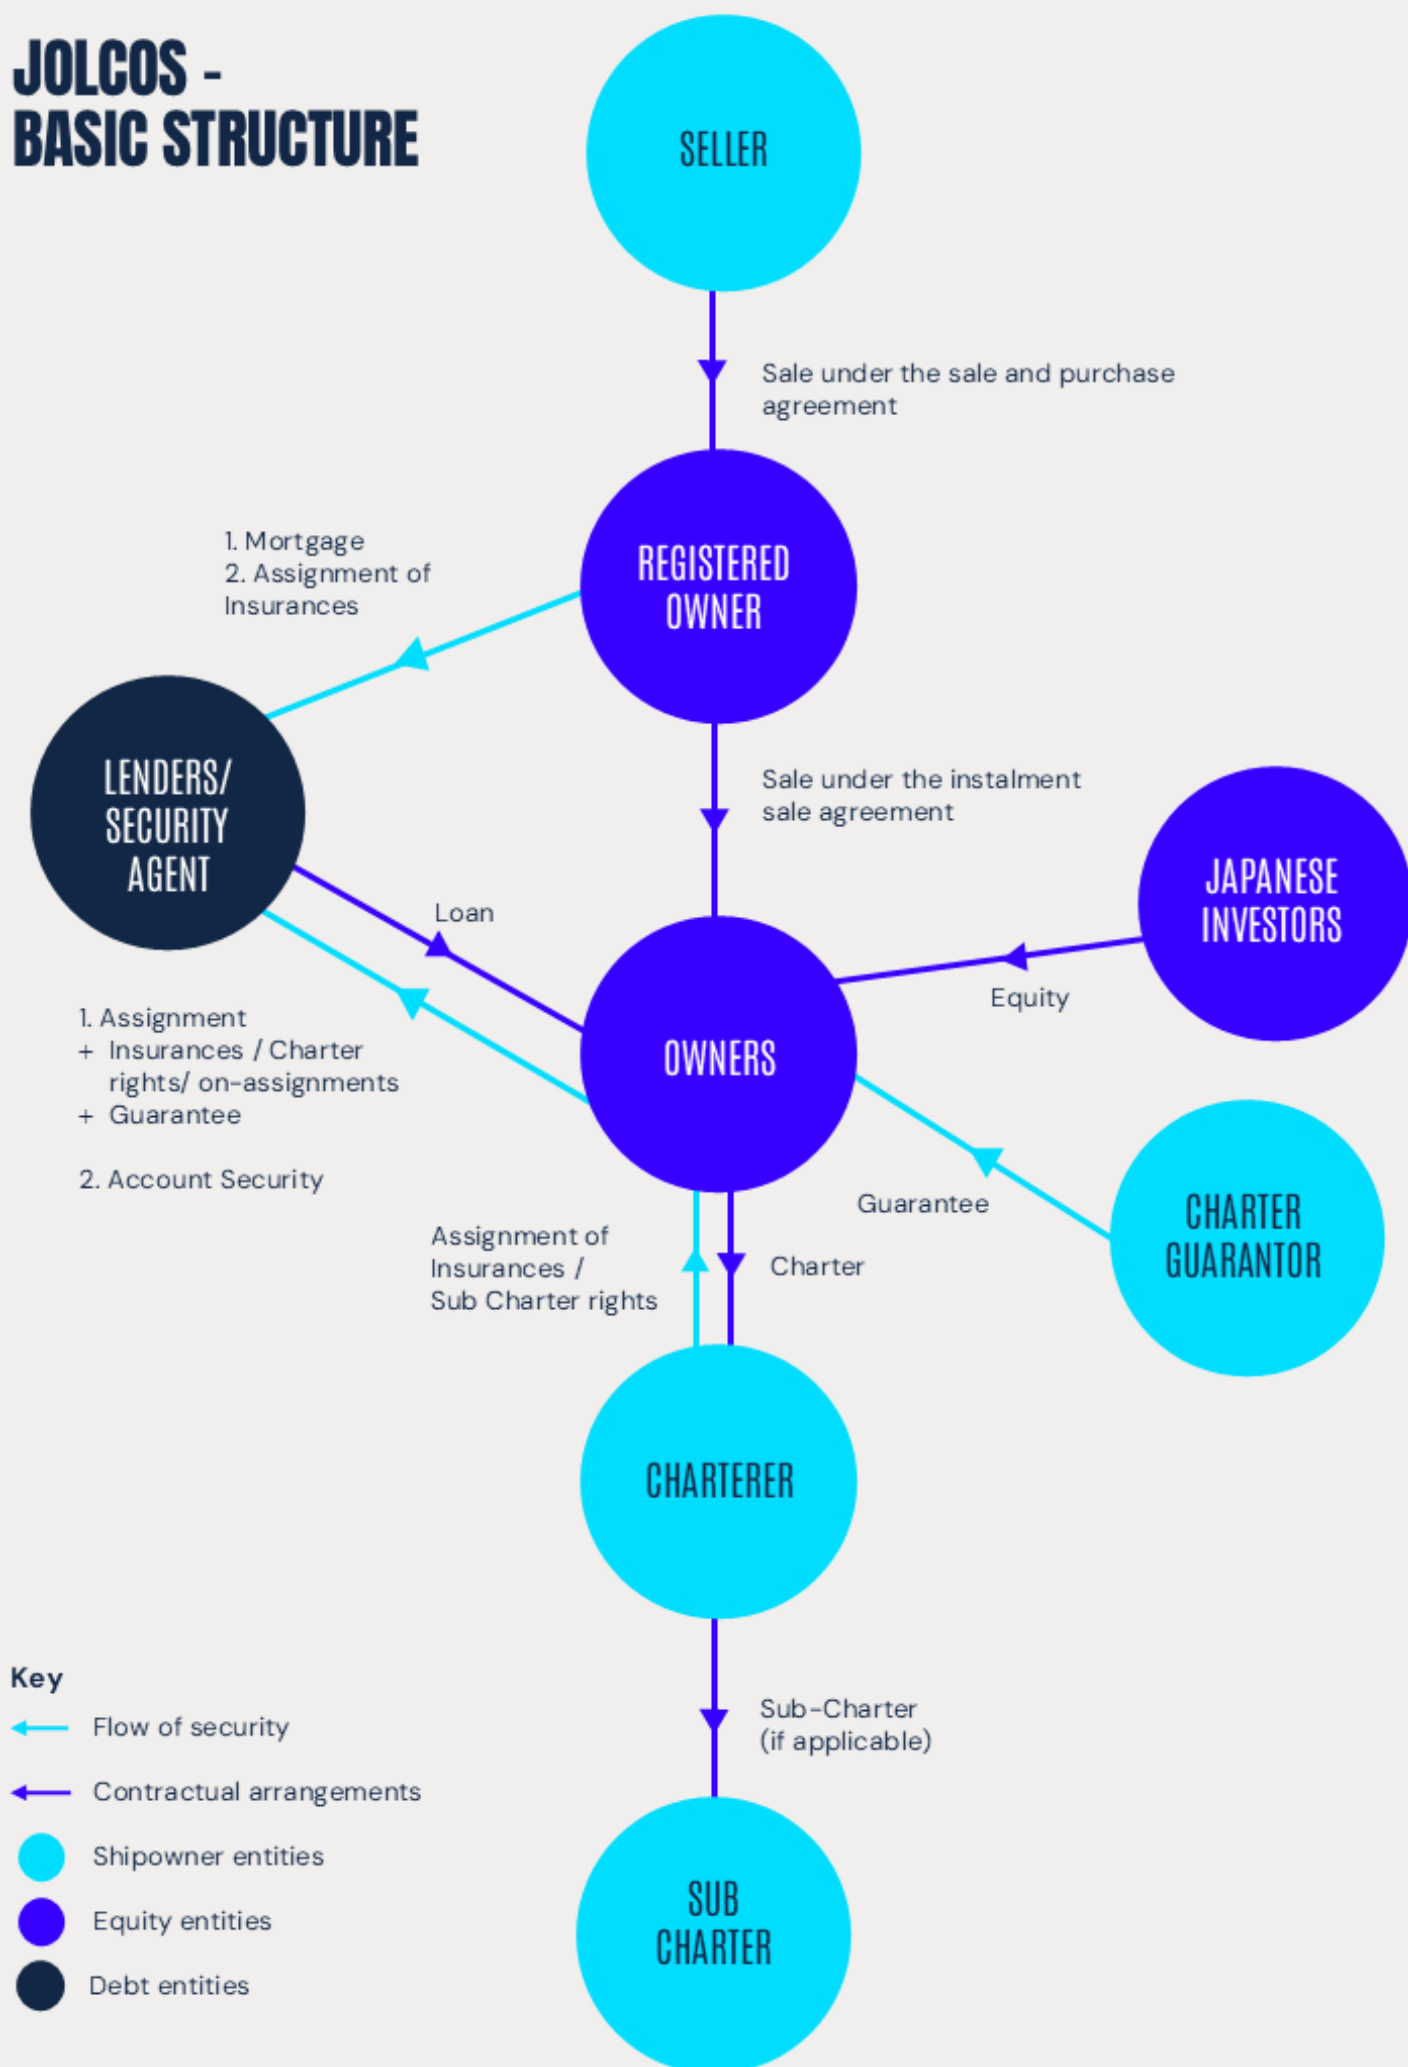 JOLCOS -
BASIC STRUCTURE
SELLER
Sale under the sale and purchase
agreement
REGISTERED
OWNER
1. Mortgage
2. Assignment of
Insurances
LENDERS/
SECURITY
AGENT
Sale under the instalment
sale agreement
JAPANESE
INVESTORS
Loan
Equity
OWNERS
1. Assignment
+ Insurances / Charter
rights/ on-assignments
+ Guarantee
2. Account Security
Guarantee
CHARTER
GUARANTOR
Assignment of
Insurances /
Sub Charter rights
Charter
CHARTERER
Sub-Charter
(if applicable)
SUB
CHARTER
Key
Flow of security
Contractual arrangements
Shipowner entities
Equity entities
Debt entities